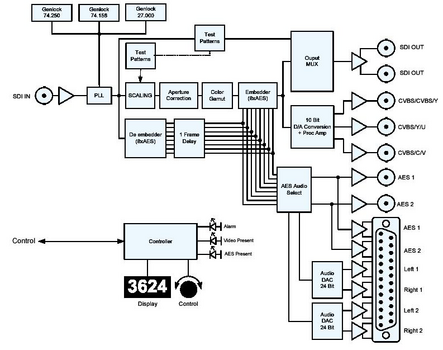 Genlock
74.250
Genlock
74.156
Genlock
27.000
Test
Patterns
Test
Patterns
SDI IN
PLL
SCALING
Aperture
Correction
Color
Gamut
Embedder
(8xAES)
Ouput
MUX
SDI OUT
SDI OUT
10 Bit
D/A Conversion
+ Proc Amp
CVBS/CVBS/Y
CVBS/Y/U
CVBS/C/V
De embedder
(8xAES)
1 Frame
Delay
AES Audio
Select
AES 1
AES 2
AES 1
AES 2
Audio
DAC
24 Bit
Left 1
Right 1
Audio
DAC
24 Bit
Left 2
Right 2
Control
Controller
Alarm
Video Present
AES Present
3624
Display
Control